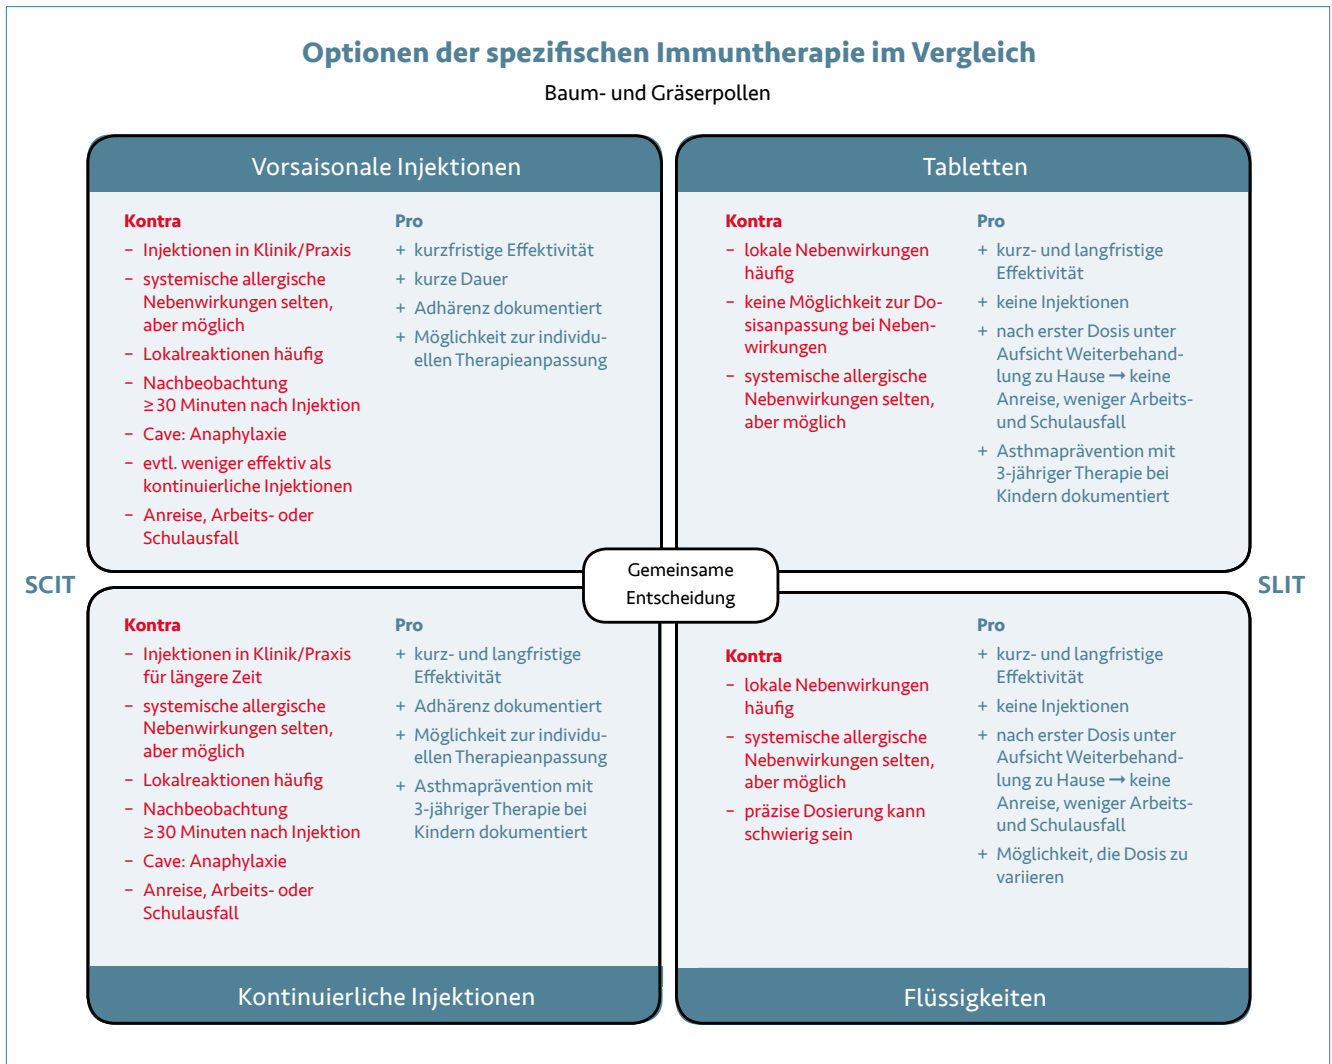 Optionen der spezifischen Immuntherapie im Vergleich
Baum- und Gräserpollen
Vorsaisonale Injektionen
Kontra
– Injektionen in Klinik/Praxis
– systemische allergische
Nebenwirkungen selten,
aber möglich
– Lokalreaktionen häufig
– Nachbeobachtung
≥ 30 Minuten nach Injektion
– Cave: Anaphylaxie
– evtl. weniger effektiv als
kontinuierliche Injektionen
– Anreise, Arbeits- oder
Schulausfall
Pro
+ kurzfristige Effektivität
+ kurze Dauer
+ Adhärenz dokumentiert
+ Möglichkeit zur individu-
ellen Therapieanpassung
Tabletten
Kontra
– lokale Nebenwirkungen
häufig
– keine Möglichkeit zur Do-
sisanpassung bei Neben-
wirkungen
– systemische allergische
Nebenwirkungen selten,
aber möglich
Pro
+ kurz- und langfristige
Effektivität
+ keine Injektionen
+ nach erster Dosis unter
Aufsicht Weiterbehand-
lung zu Hause → keine
Anreise, weniger Arbeits-
und Schulausfall
+ Asthmaprävention mit
3-jähriger Therapie bei
Kindern dokumentiert
SCIT
Gemeinsame
Entscheidung
SLIT
Kontra
– Injektionen in Klinik/Praxis
für längere Zeit
– systemische allergische
Nebenwirkungen selten,
aber möglich
– Lokalreaktionen häufig
– Nachbeobachtung
≥ 30 Minuten nach Injektion
– Cave: Anaphylaxie
– Anreise, Arbeits- oder
Schulausfall
Pro
+ kurz- und langfristige
Effektivität
+ Adhärenz dokumentiert
+ Möglichkeit zur individu-
ellen Therapieanpassung
+ Asthmaprävention mit
3-jähriger Therapie bei
Kindern dokumentiert
Kontinuierliche Injektionen
Kontra
– lokale Nebenwirkungen
häufig
– systemische allergische
Nebenwirkungen selten,
aber möglich
– präzise Dosierung kann
schwierig sein
Pro
+ kurz- und langfristige
Effektivität
+ keine Injektionen
+ nach erster Dosis unter
Aufsicht Weiterbehand-
lung zu Hause → keine
Anreise, weniger Arbeits-
und Schulausfall
+ Möglichkeit, die Dosis zu
variieren
Flüssigkeiten